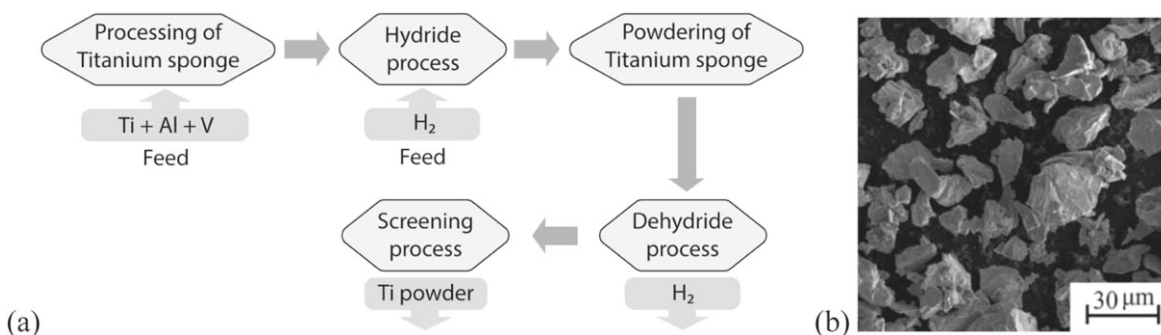 Processing of
Titanium sponge
Hydride
process
Powdering of
Titanium sponge
Ti + Al + V
Feed
H₂
Feed
Screening
process
Dehydride
process
Ti powder
H₂
(a)
(b)
30 μm